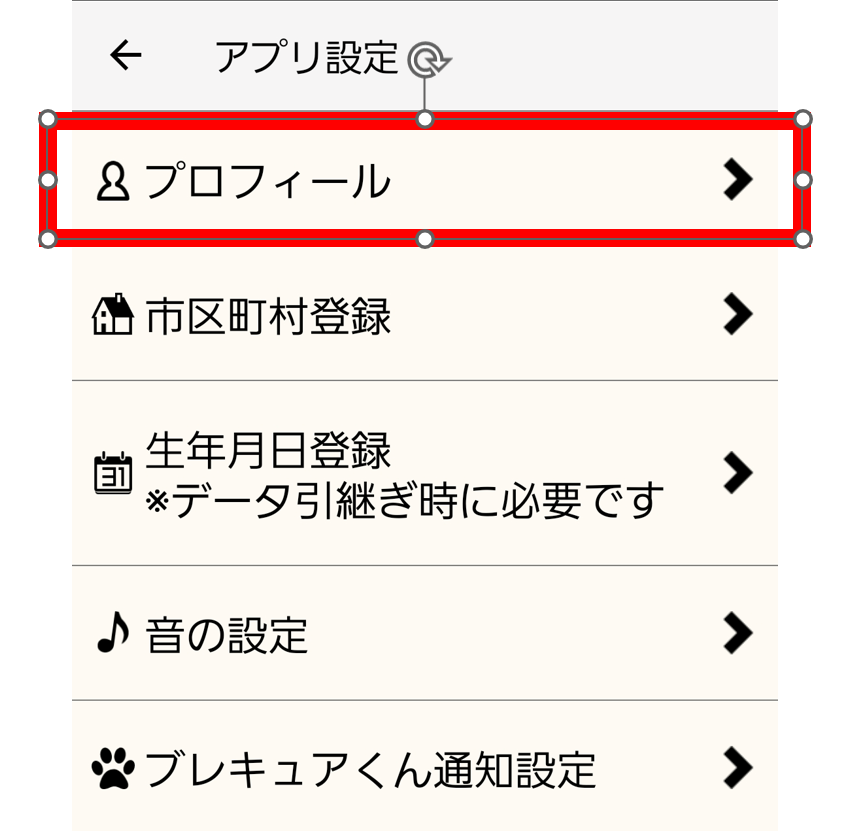 アプリ設定
プロフィール
市区町村登録
31
生年月日登録
※データ引継ぎ時に必要です
音の設定
ブレキュアくん通知設定